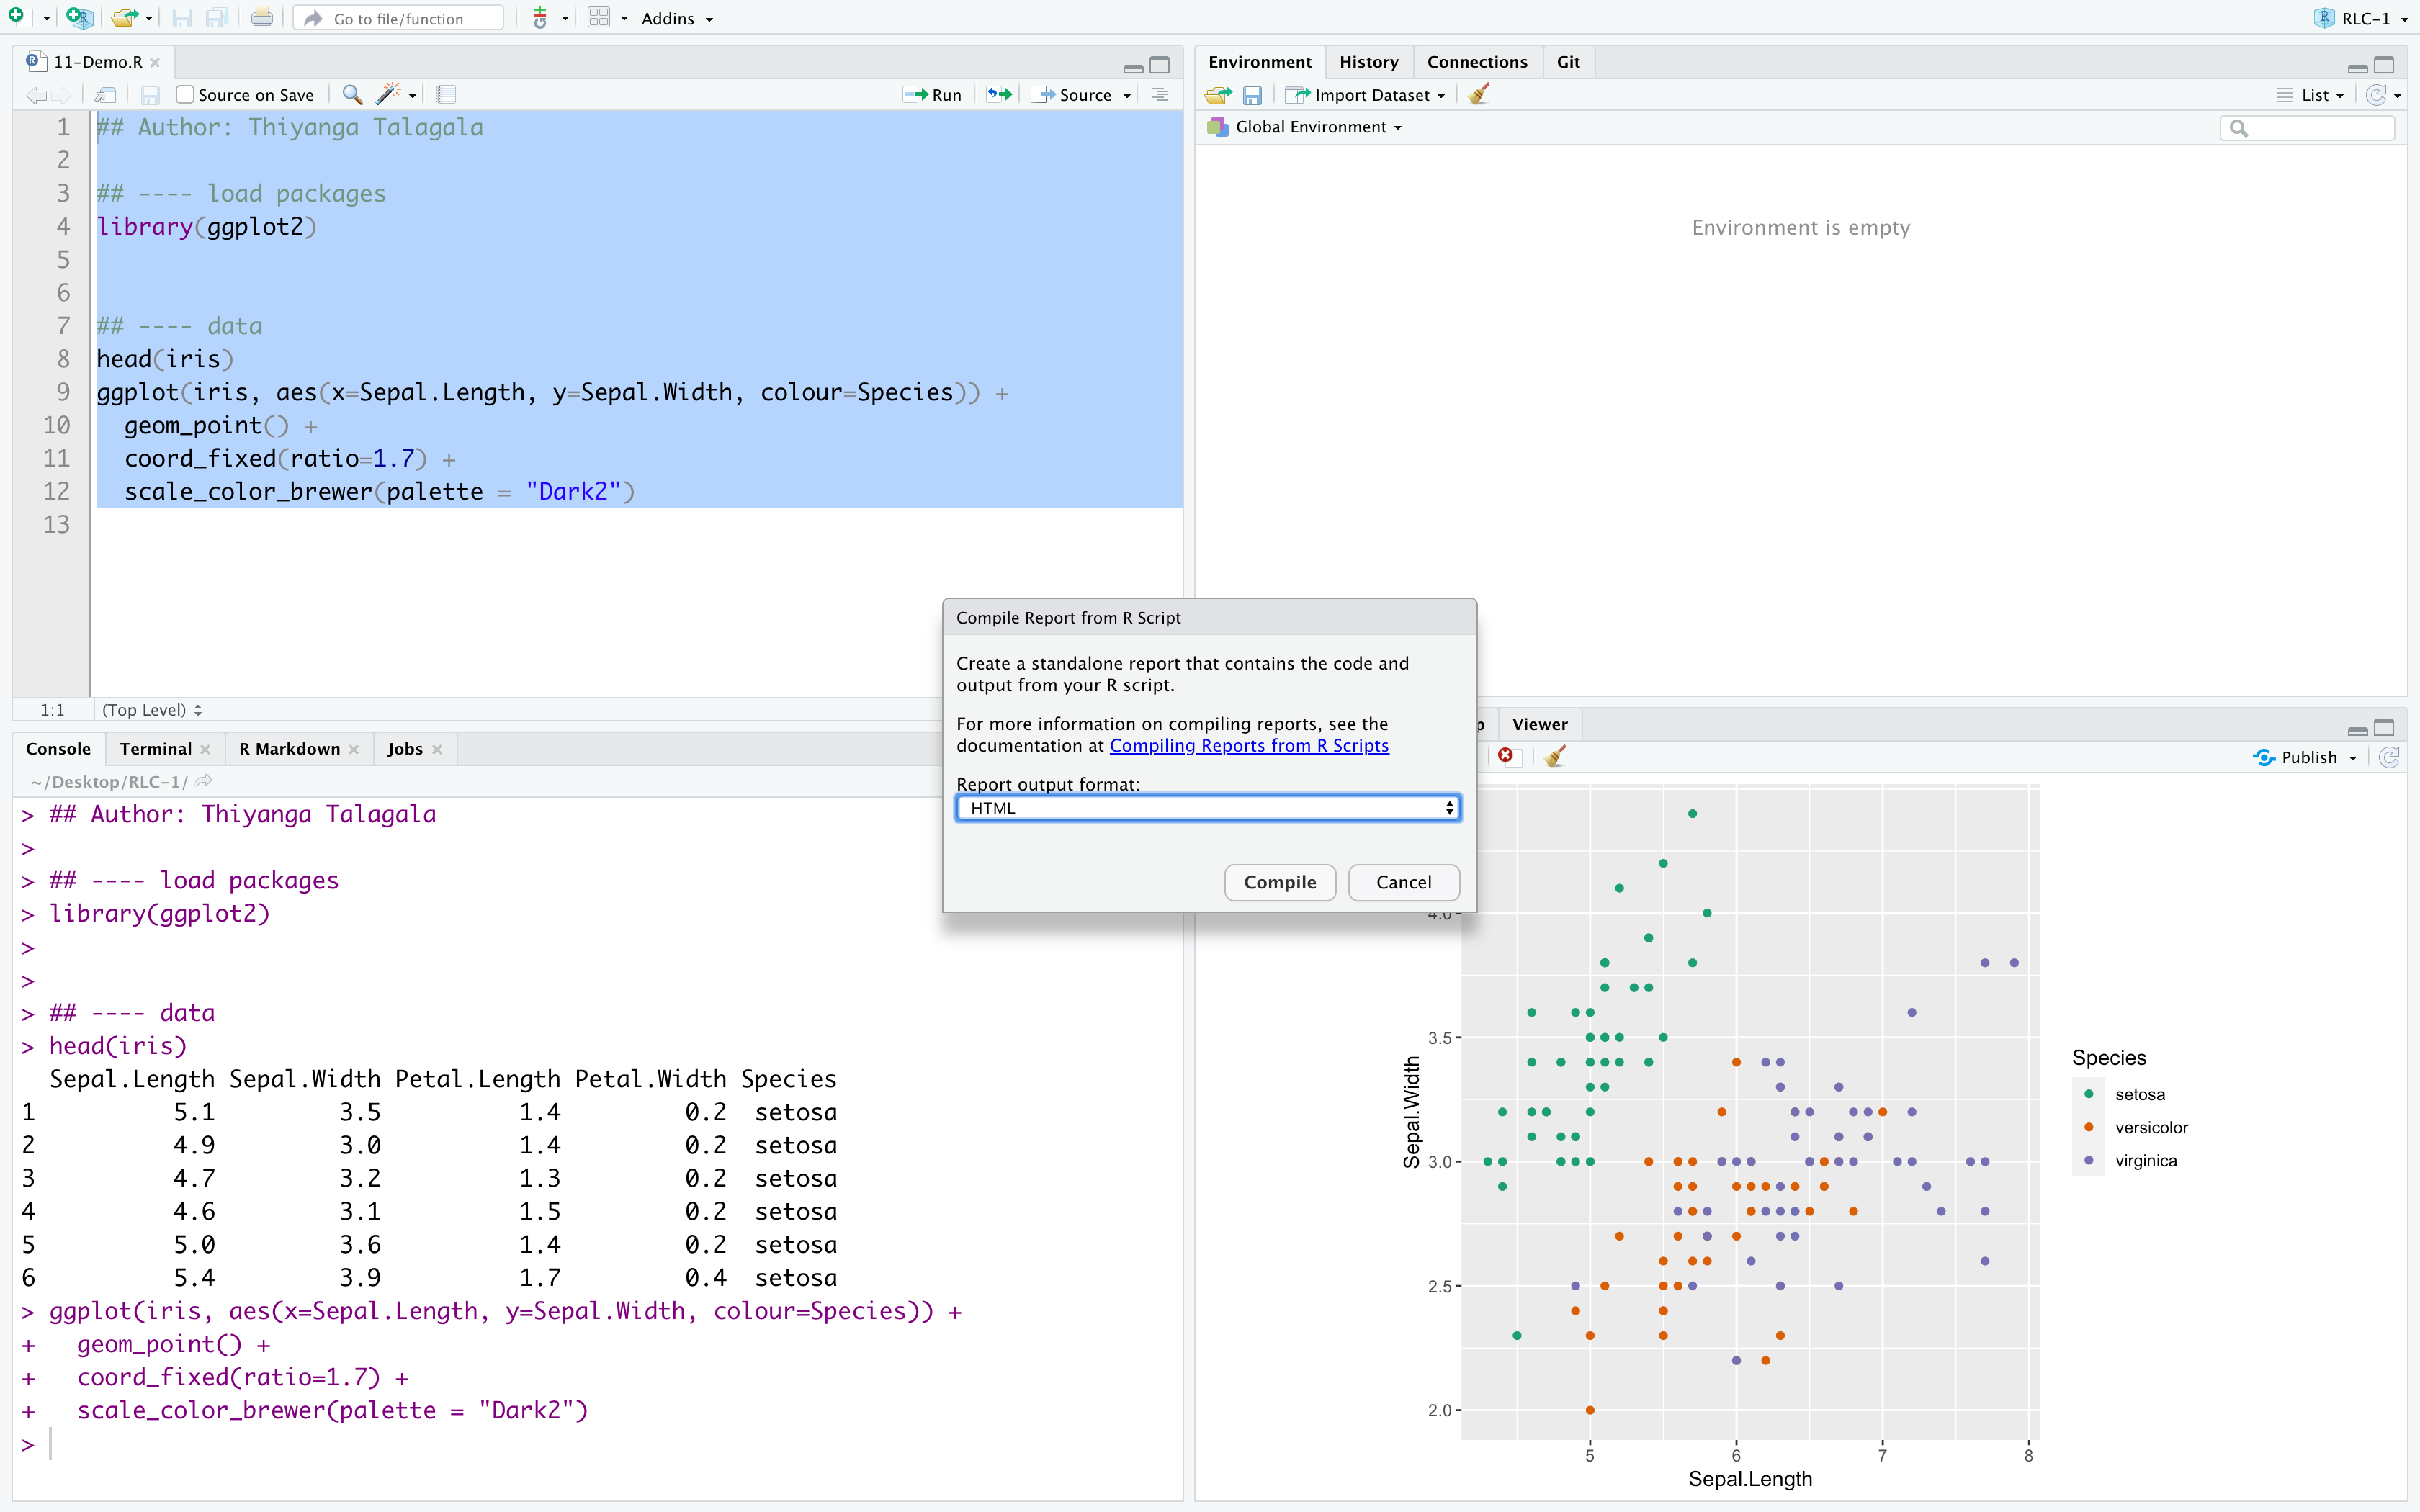 Go to file/function
Addins
RLC-1
11-Demo.R
Source on Save
Run
Source
1 ## Author: Thiyanga Talagala
2
3 ## ---- load packages
4 library(ggplot2)
5
6
7 ## ---- data
8 head(iris)
9 ggplot(iris, aes(x=Sepal.Length, y=Sepal.Width, colour=Species)) +
10   geom_point() +
11   coord_fixed(ratio=1.7) +
12   scale_color_brewer(palette = "Dark2")
13
1:1 (Top Level)
Environment History Connections Git
Import Dataset
List
Global Environment
Environment is empty
Compile Report from R Script
Create a standalone report that contains the code and
output from your R script.
For more information on compiling reports, see the
documentation at Compiling Reports from R Scripts
Report output format:
HTML
Compile Cancel
Console Terminal R Markdown Jobs
~/Desktop/RLC-1/
> ## Author: Thiyanga Talagala
>
> ## ---- load packages
> library(ggplot2)
>
>
> ## ---- data
> head(iris)
  Sepal.Length Sepal.Width Petal.Length Petal.Width Species
1          5.1         3.5          1.4         0.2  setosa
2          4.9         3.0          1.4         0.2  setosa
3          4.7         3.2          1.3         0.2  setosa
4          4.6         3.1          1.5         0.2  setosa
5          5.0         3.6          1.4         0.2  setosa
6          5.4         3.9          1.7         0.4  setosa
> ggplot(iris, aes(x=Sepal.Length, y=Sepal.Width, colour=Species)) +
+   geom_point() +
+   coord_fixed(ratio=1.7) +
+   scale_color_brewer(palette = "Dark2")
>
p Viewer
Publish
4.0
3.5
3.0
2.5
2.0
Sepal.Width
5 6 7 8
Sepal.Length
Species
setosa
versicolor
virginica